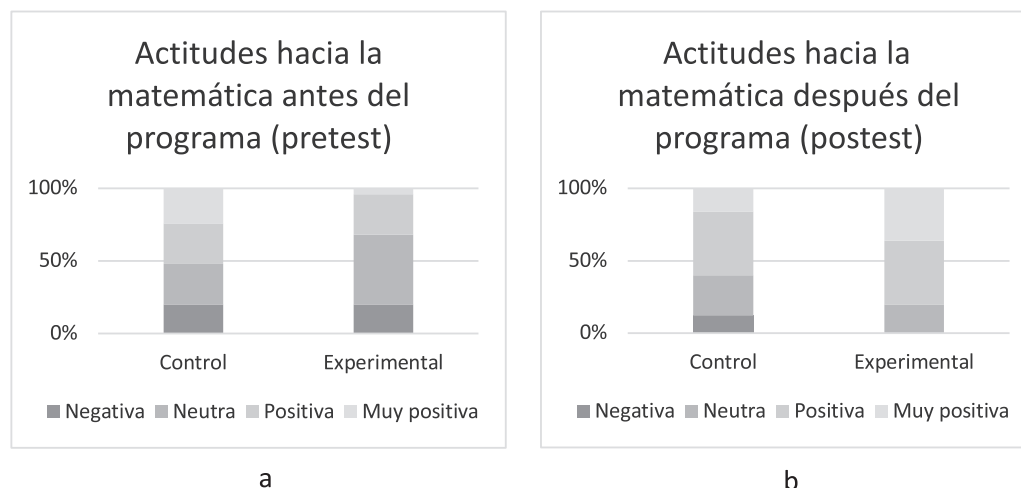 Actitudes hacia la
matemática antes del
programa (pretest)
100%
50%
0%
Control Experimental
Negativa Neutra Positiva Muy positiva
a
Actitudes hacia la
matemática después del
programa (postest)
100%
50%
0%
Control Experimental
Negativa Neutra Positiva Muy positiva
b